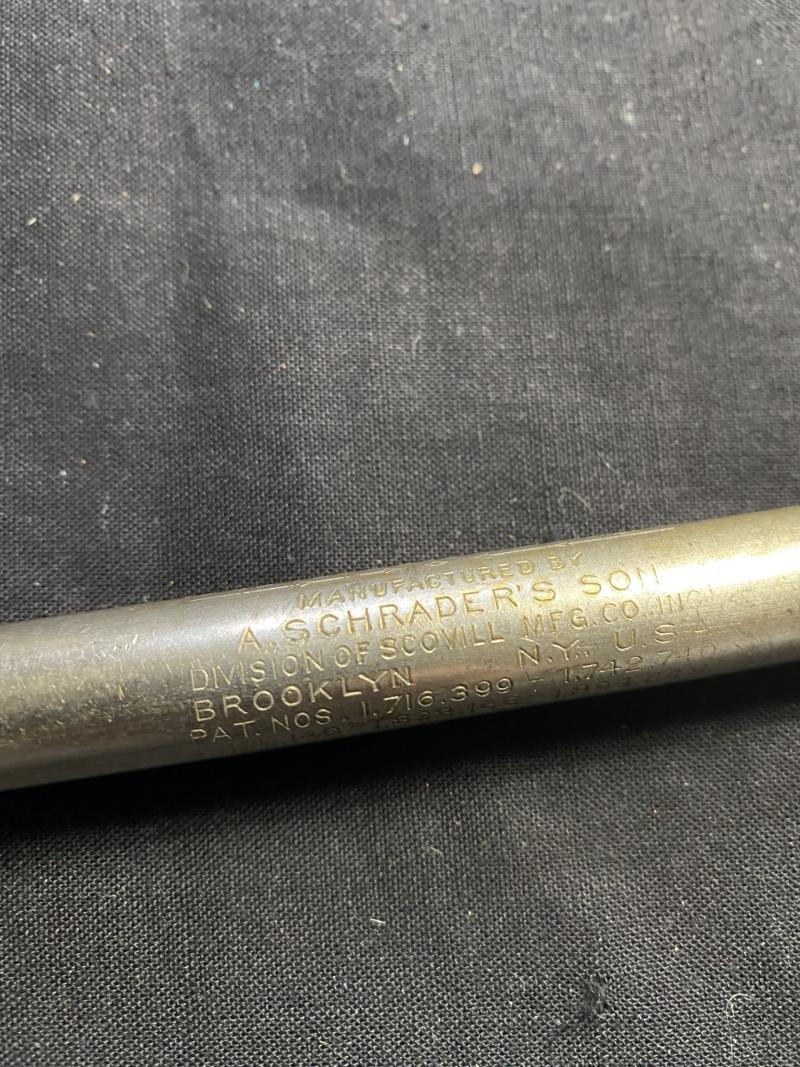 MANUFACTURED BY
A. SCHRADER'S SON
DIVISION OF SCOVILL MFG. CO. INC.
BROOKLYN N.Y. U.S.A.
PAT. NOS. 1.716.399 - 1.742.740